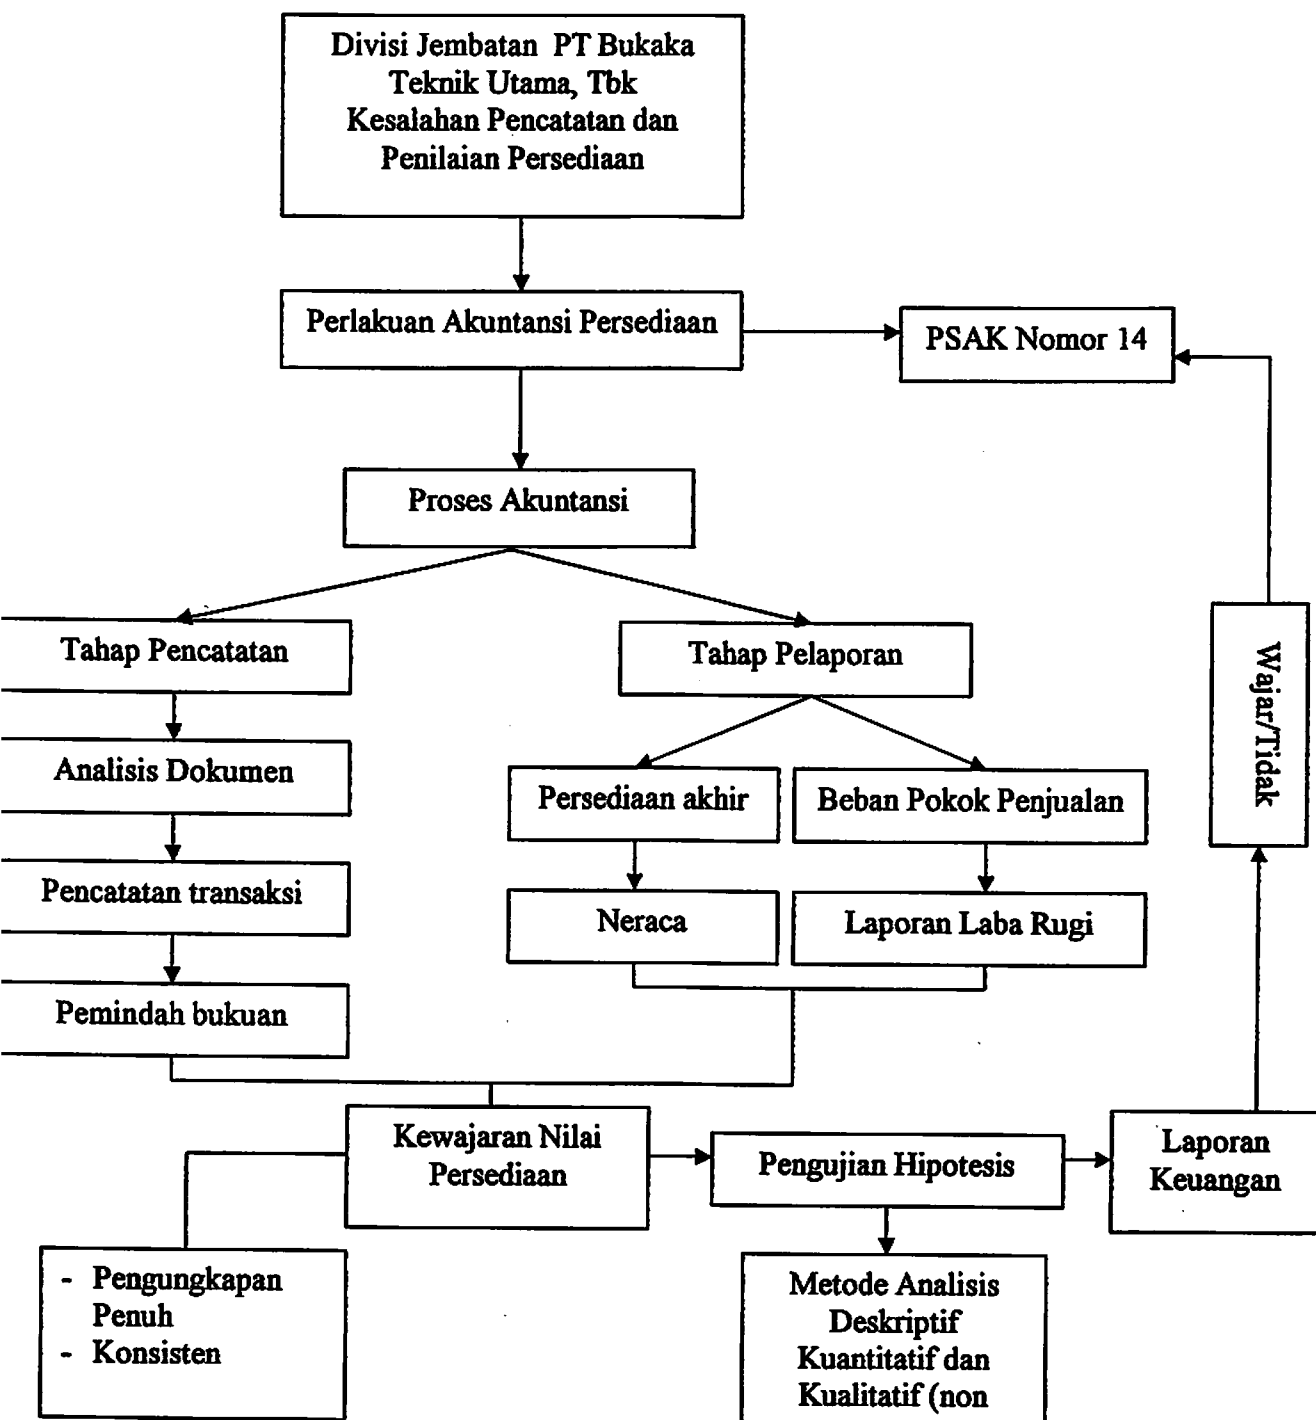 Divisi Jembatan PT Bukaka
Teknik Utama, Tbk
Kesalahan Pencatatan dan
Penilaian Persediaan
Perlakuan Akuntansi Persediaan
PSAK Nomor 14
Proses Akuntansi
Tahap Pencatatan
Tahap Pelaporan
Wajar/Tidak
Analisis Dokumen
Persediaan akhir
Beban Pokok Penjualan
Pencatatan transaksi
Neraca
Laporan Laba Rugi
Pemindah bukuan
Kewajaran Nilai
Persediaan
Pengujian Hipotesis
Laporan
Keuangan
- Pengungkapan
Penuh
- Konsisten
Metode Analisis
Deskriptif
Kuantitatif dan
Kualitatif (non